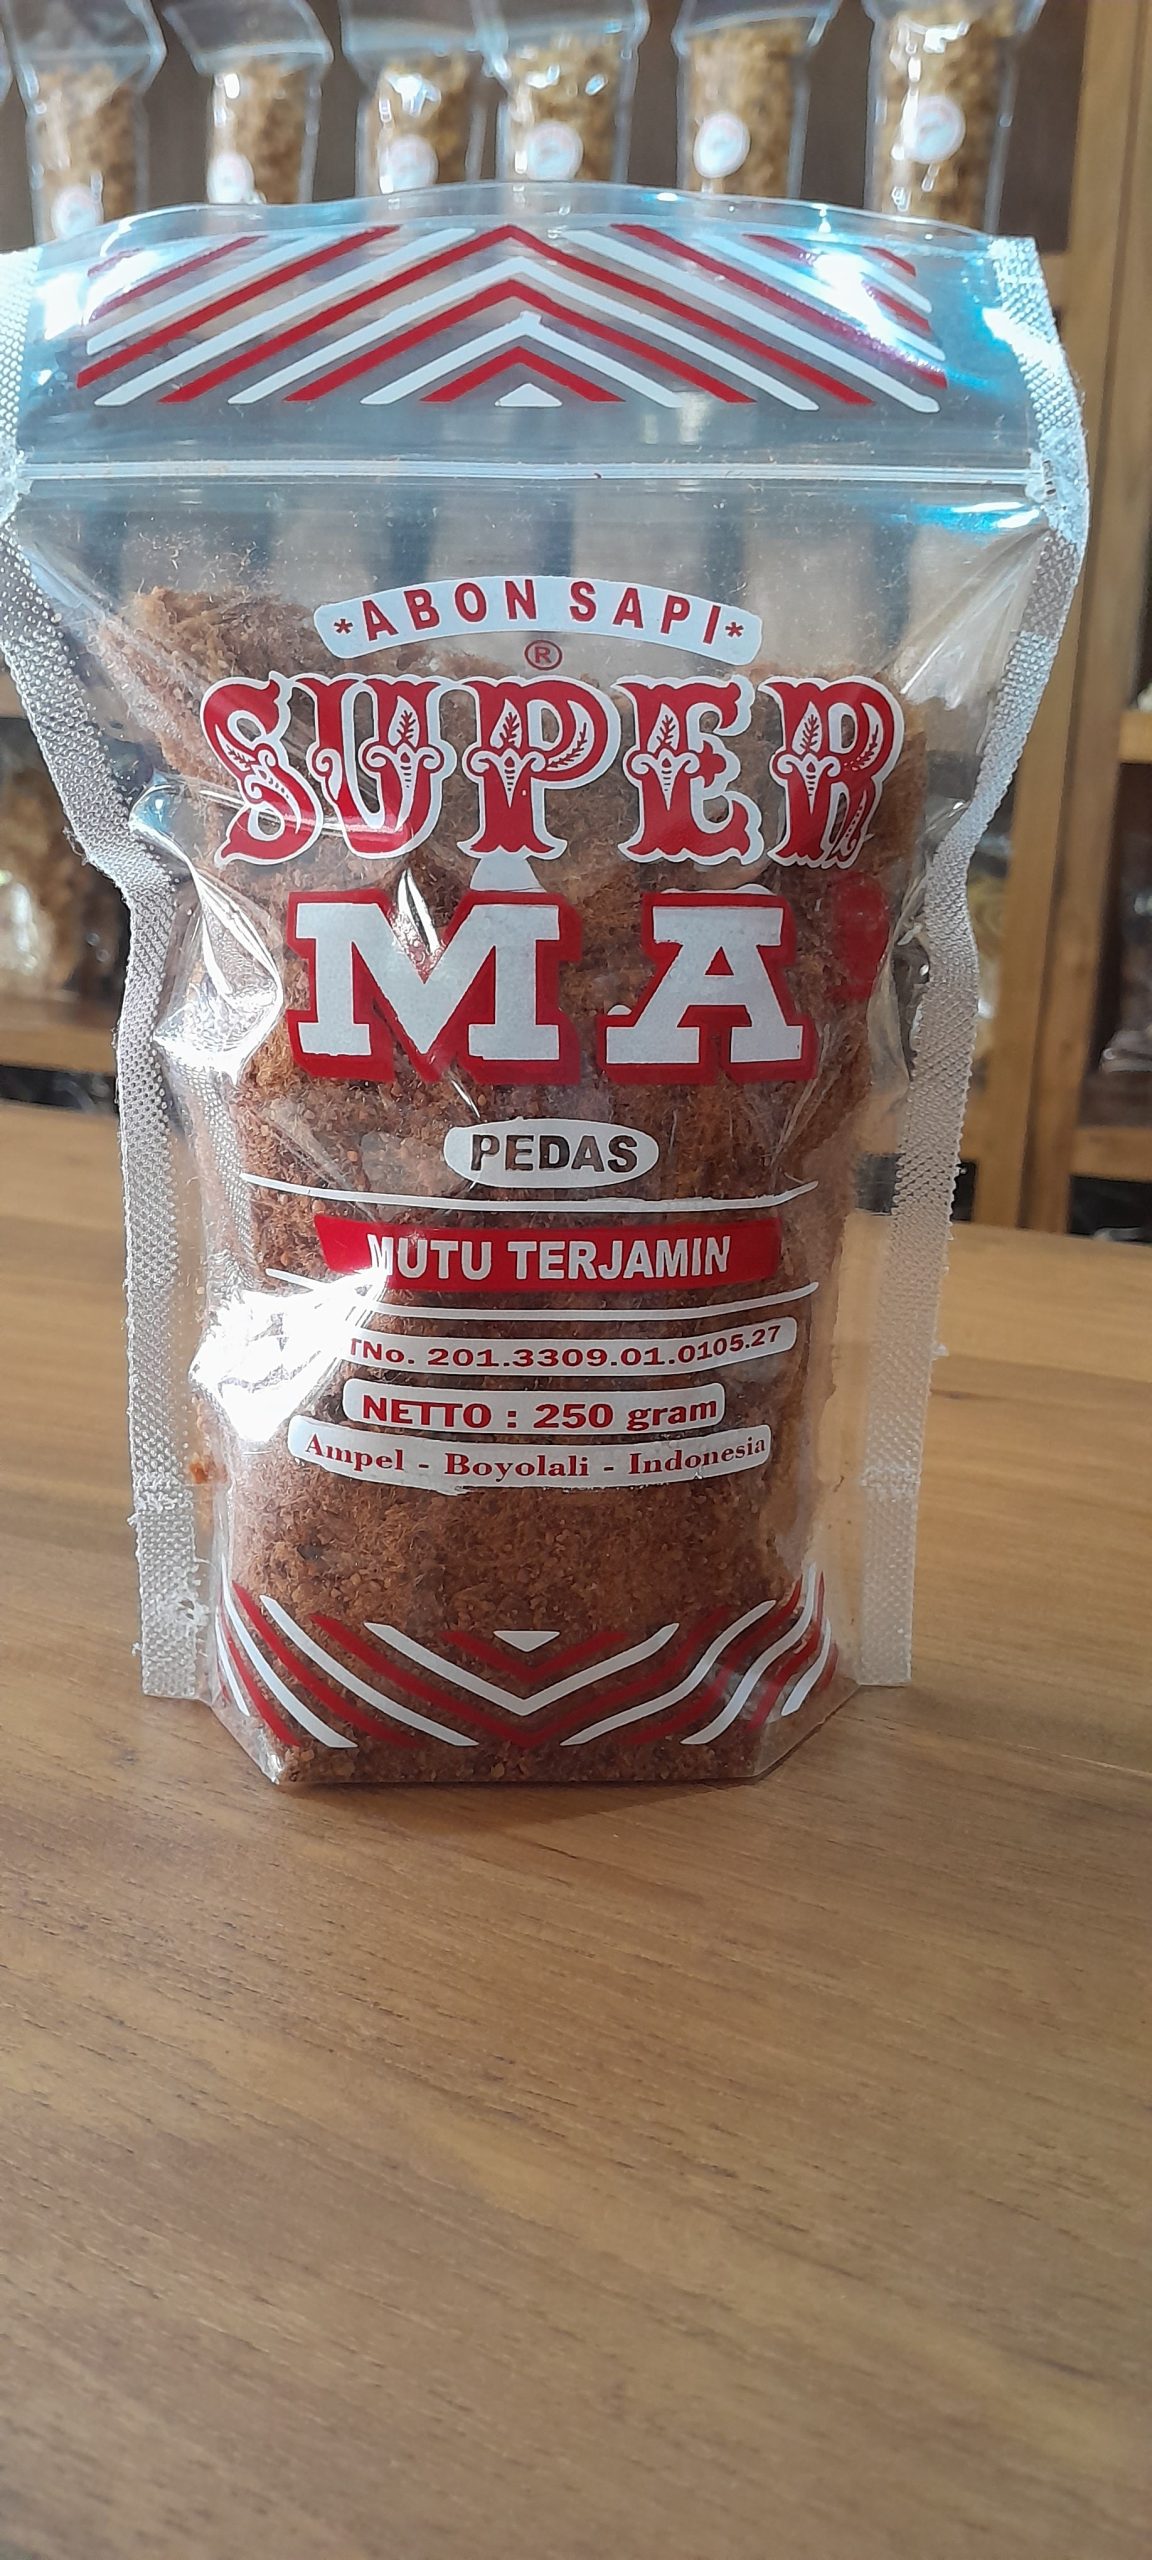 *ABON SAPI*
®
SUPER
MA
PEDAS
MUTU TERJAMIN
No. 201.3309.01.0105.27
NETTO : 250 gram
Ampel - Boyolali - Indonesia